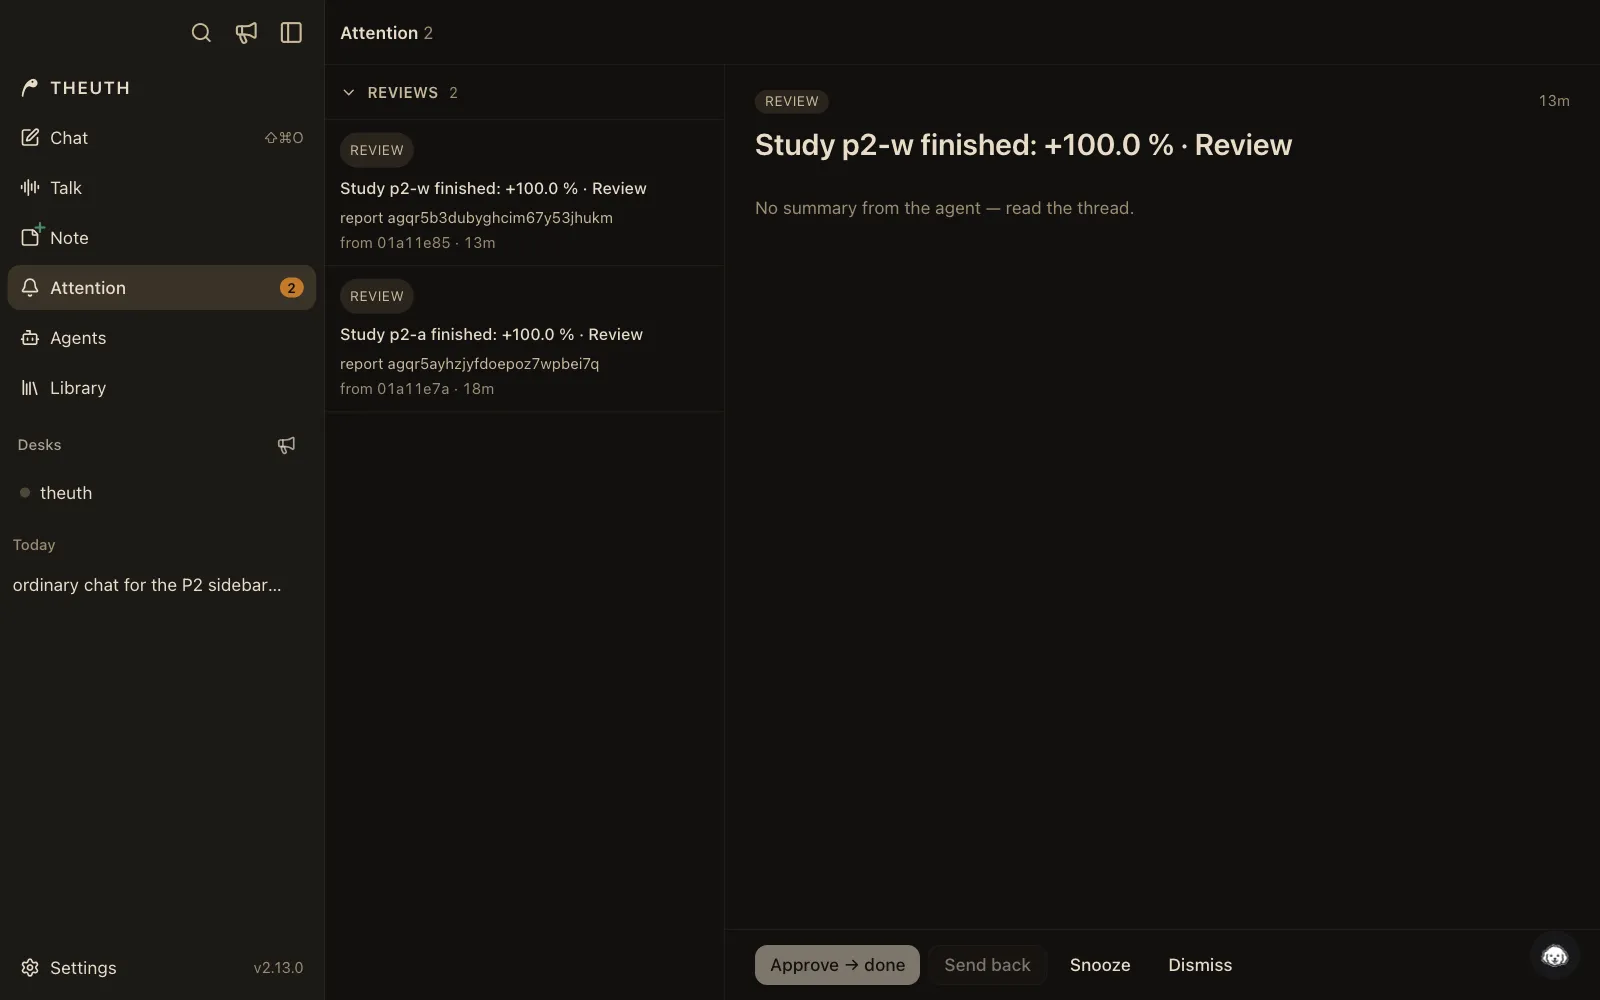 THEUTH
Chat ⇧⌘O
Talk
Note
Attention 2
Agents
Library
Desks
theuth
Today
ordinary chat for the P2 sidebar...
Settings v2.13.0
Attention 2
REVIEWS 2
REVIEW
Study p2-w finished: +100.0 % · Review
report agqr5b3dubyghcim67y53jhukm
from 01a11e85 · 13m
REVIEW
Study p2-a finished: +100.0 % · Review
report agqr5ayhzjyfdoepoz7wpbei7q
from 01a11e7a · 18m
REVIEW 13m
Study p2-w finished: +100.0 % · Review
No summary from the agent — read the thread.
Approve → done Send back Snooze Dismiss